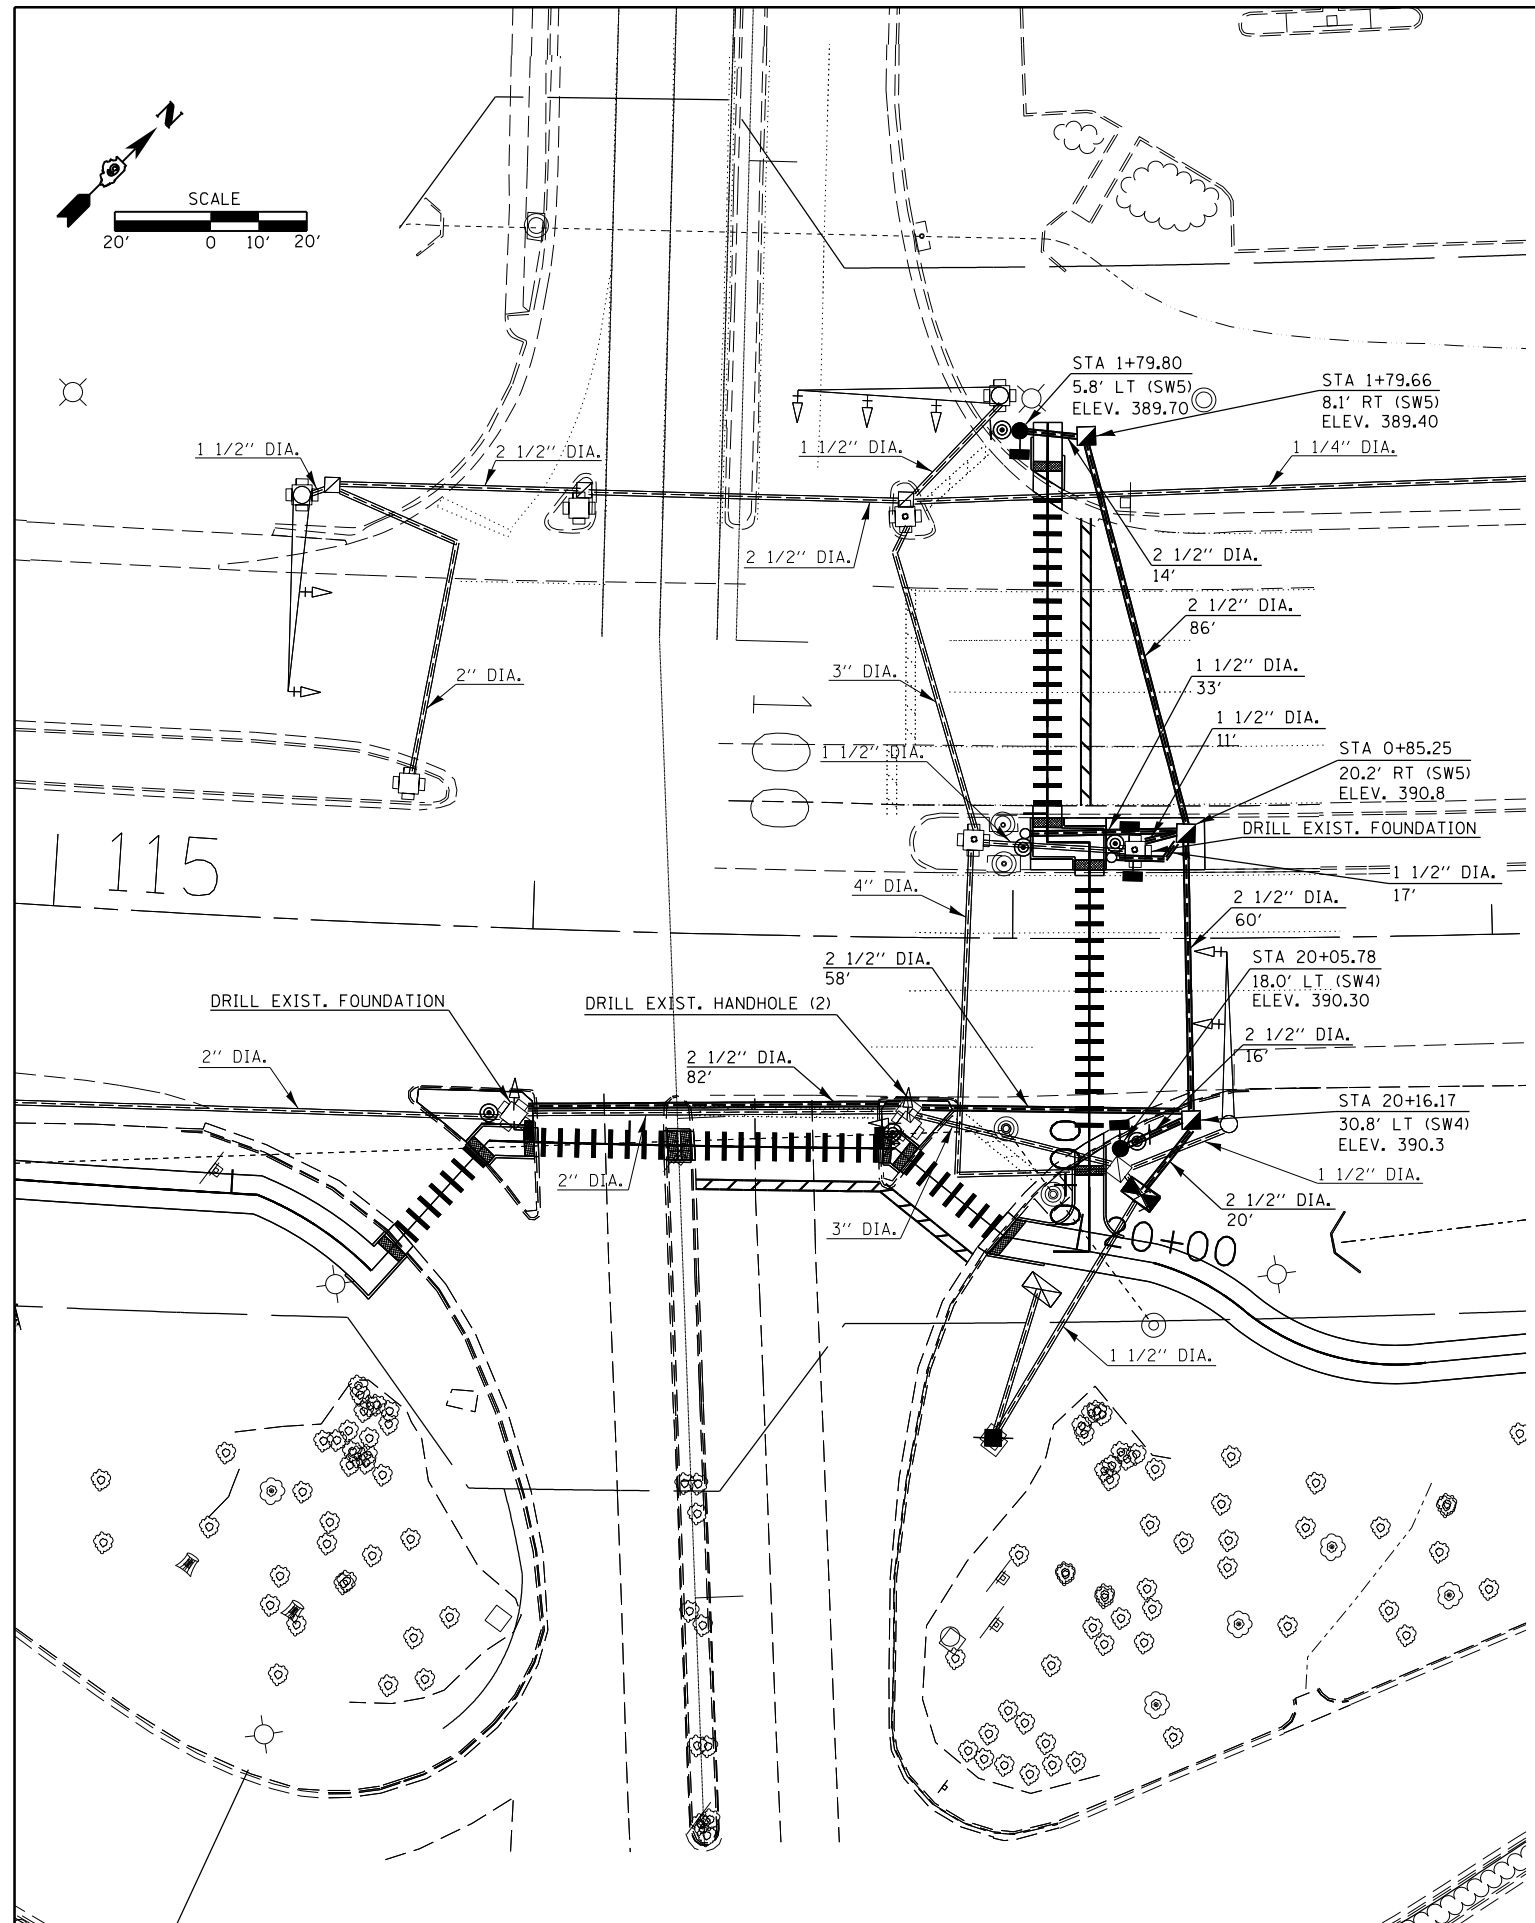 N
SCALE
20' 0 10' 20'
STA 1+79.80
5.8' LT (SW5)
ELEV. 389.70
STA 1+79.66
8.1' RT (SW5)
ELEV. 389.40
1 1/2'' DIA.
2 1/2'' DIA.
1 1/2'' DIA.
1 1/4'' DIA.
2 1/2'' DIA.
2 1/2'' DIA.
14'
2 1/2'' DIA.
86'
2'' DIA.
3'' DIA.
1 1/2'' DIA.
33'
1 1/2'' DIA.
11'
100
1 1/2'' DIA.
STA 0+85.25
20.2' RT (SW5)
ELEV. 390.8
DRILL EXIST. FOUNDATION
115
4'' DIA.
1 1/2'' DIA.
17'
2 1/2'' DIA.
60'
2 1/2'' DIA.
58'
STA 20+05.78
18.0' LT (SW4)
ELEV. 390.30
DRILL EXIST. FOUNDATION
DRILL EXIST. HANDHOLE (2)
2'' DIA.
2 1/2'' DIA.
82'
2 1/2'' DIA.
16'
STA 20+16.17
30.8' LT (SW4)
ELEV. 390.3
2'' DIA.
1 1/2'' DIA.
2 1/2'' DIA.
20'
3'' DIA.
0+00
1 1/2'' DIA.